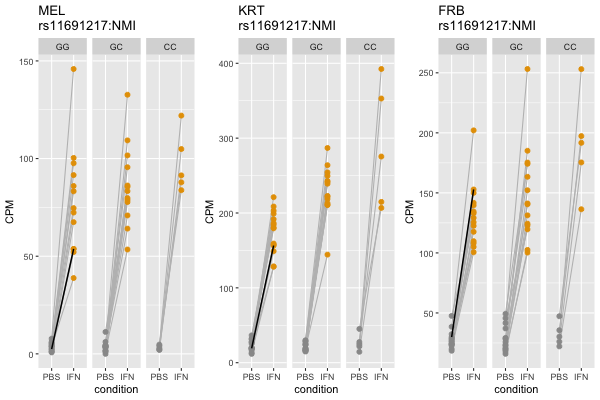 MEL
rs11691217:NMI
GG GC CC
150
100
50
0
CPM
PBS IFN PBS IFN PBS IFN
condition
KRT
rs11691217:NMI
GG GC CC
400
300
200
100
0
CPM
PBS IFN PBS IFN PBS IFN
condition
FRB
rs11691217:NMI
GG GC CC
250
200
150
100
50
CPM
PBS IFN PBS IFN PBS IFN
condition